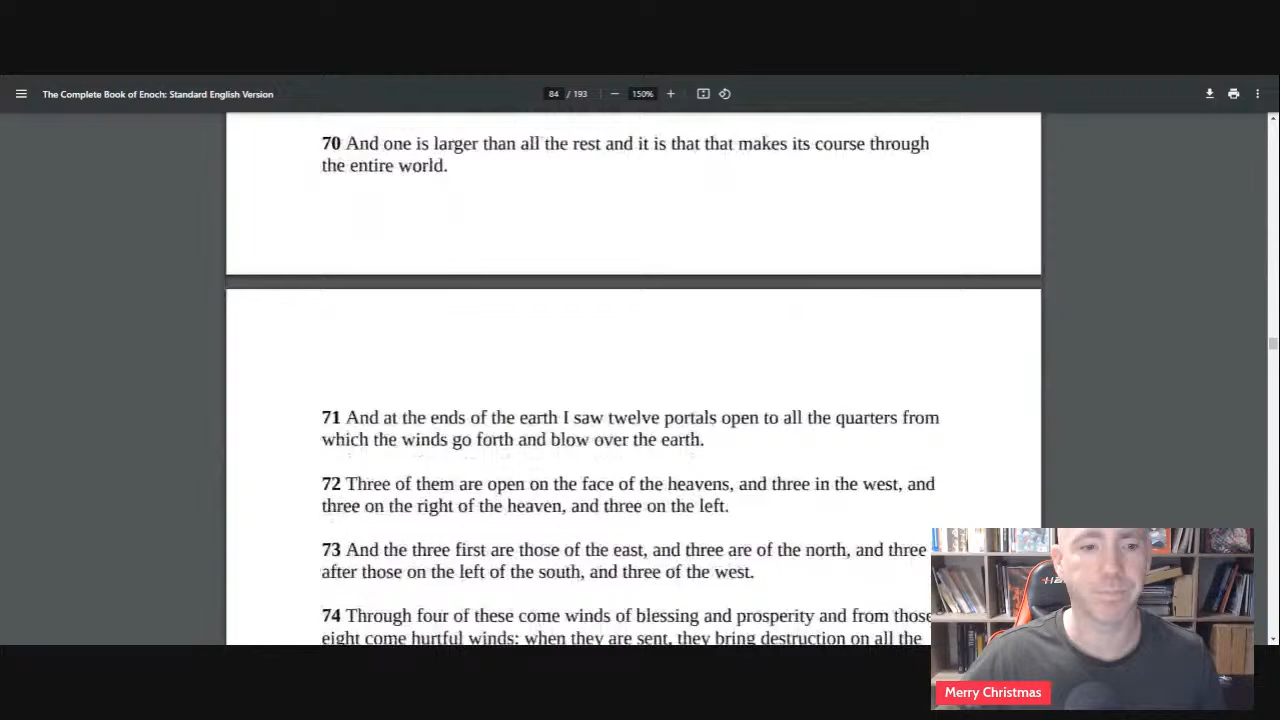 The Complete Book of Enoch: Standard English Version
84 / 193
150%
70 And one is larger than all the rest and it is that that makes its course through
the entire world.
71 And at the ends of the earth I saw twelve portals open to all the quarters from
which the winds go forth and blow over the earth.
72 Three of them are open on the face of the heavens, and three in the west, and
three on the right of the heaven, and three on the left.
73 And the three first are those of the east, and three are of the north, and three
after those on the left of the south, and three of the west.
74 Through four of these come winds of blessing and prosperity and from those
eight come hurtful winds: when they are sent, they bring destruction on all the
Merry Christmas